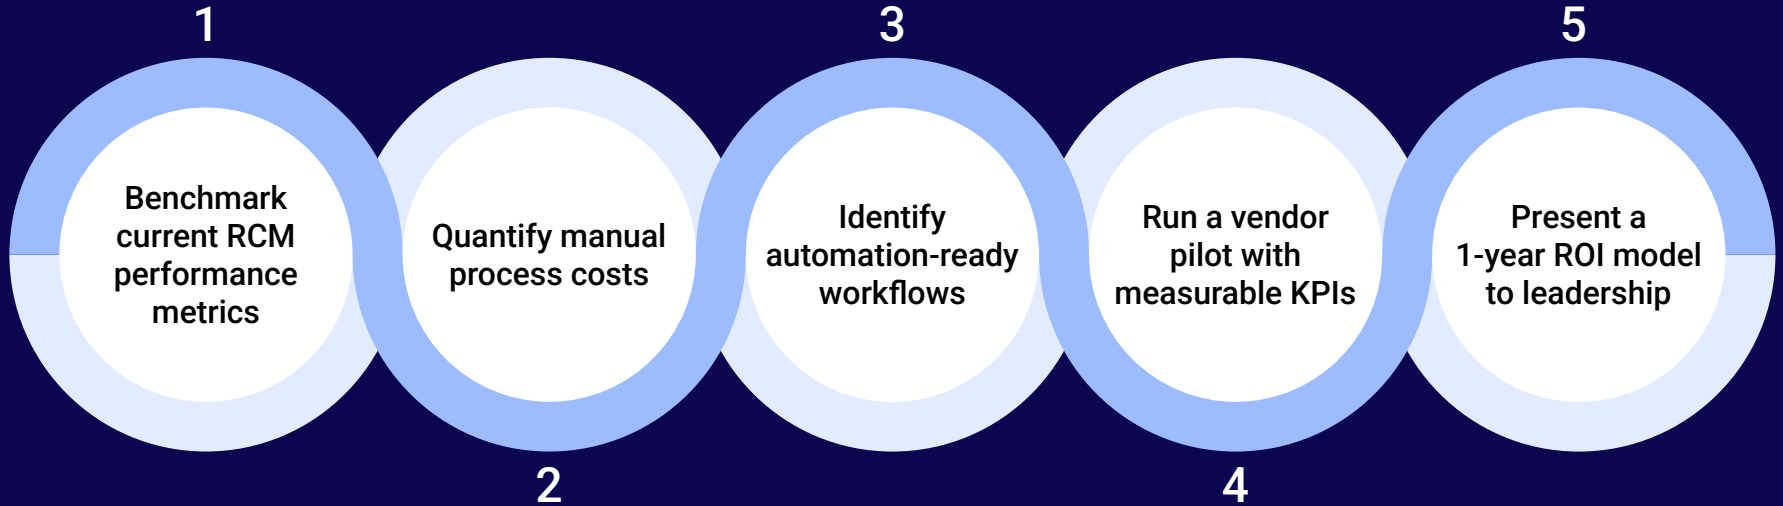 1
Benchmark
current RCM
performance
metrics
2
Quantify manual
process costs
3
Identify
automation-ready
workflows
4
Run a vendor
pilot with
measurable KPIs
5
Present a
1-year ROI model
to leadership